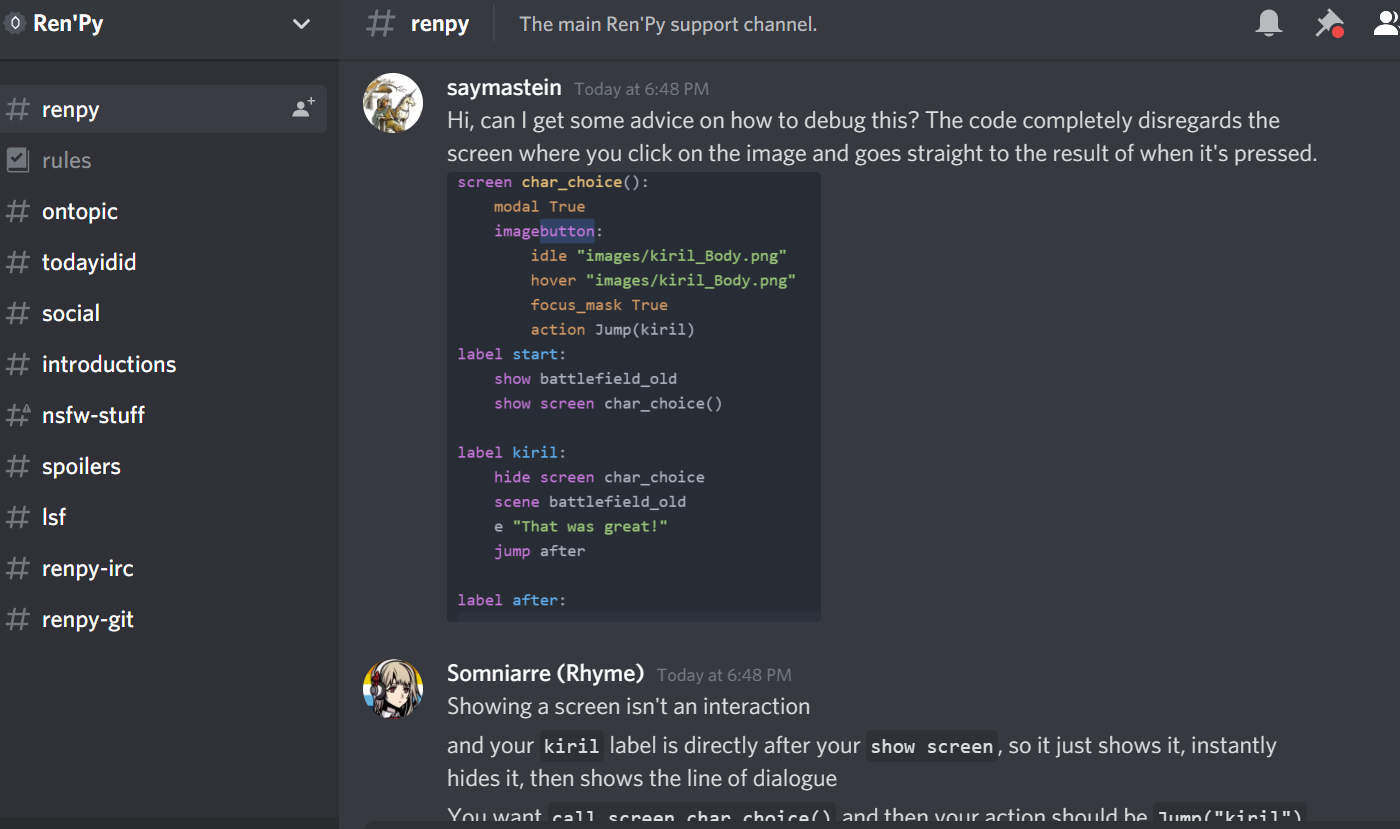 Ren'Py
renpy
The main Ren'Py support channel.
renpy
rules
ontopic
todayidid
social
introductions
nsfw-stuff
spoilers
lsf
renpy-irc
renpy-git
saymastein Today at 6:48 PM
Hi, can I get some advice on how to debug this? The code completely disregards the
screen where you click on the image and goes straight to the result of when it's pressed.
screen char_choice():
modal True
imagebutton:
idle "images/kiril_Body.png"
hover "images/kiril_Body.png"
focus_mask True
action Jump(kiril)
label start:
show battlefield_old
show screen char_choice()
label kiril:
hide screen char_choice
scene battlefield_old
e "That was great!"
jump after
label after:
Somniarre (Rhyme) Today at 6:48 PM
Showing a screen isn't an interaction
and your kiril label is directly after your show screen, so it just shows it, instantly
hides it, then shows the line of dialogue
You want call screen char_choice() and then your action should be Jump("kiril")